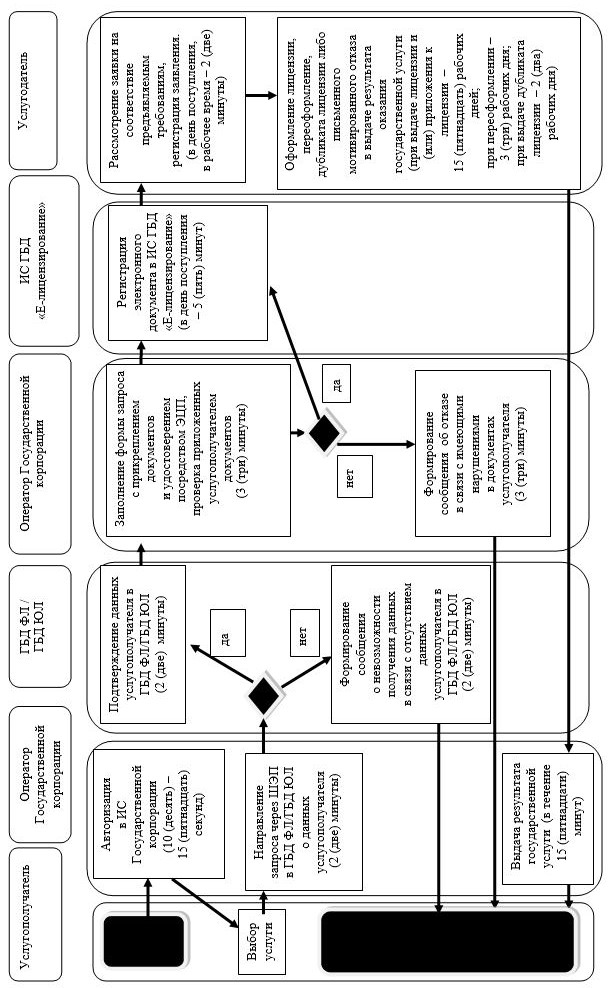 Услугополучатель
Оператор
Государственной
корпорации
ГБД ФЛ /
ГБД ЮЛ
Оператор Государственной
корпорации
ИС ГБД
«Е-лицензирование»
Услугодатель
Авторизация
в ИС
Государственной
корпорации
(10 (десять) –
15 (пятнадцать)
секунд)
Выбор
услуги
Направление
запроса через ШЭП
в ГБД ФЛ/ГБД ЮЛ
о данных
услугополучателя
(2 (две) минуты)
Подтверждение данных
услугополучателя в
ГБД ФЛ/ГБД ЮЛ
(2 (две) минуты)
да
нет
Формирование
сообщения
о невозможности
получения данных
в связи с отсутствием
данных
услугополучателя в
ГБД ФЛ/ГБД ЮЛ
(2 (две) минуты)
Заполнение формы запроса
с прикреплением
документов
и удостоверением
посредством ЭЦП,
проверка приложенных
услугополучателем
документов
(3 (три) минуты)
да
нет
Формирование
сообщения об отказе
в связи с имеющими
нарушениями
в документах
услугополучателя
(3 (три) минуты)
Регистрация
электронного
документа в ИС ГБД
«Е-лицензирование»
(в день поступления
– 5 (пять) минут)
Рассмотрение заявки на
соответствие
предъявляемым
требованиям,
регистрация заявления.
(в день поступления,
в рабочее время – 2 (две)
минуты)
Оформление лицензии,
переоформление,
дубликата лицензии либо
письменного
мотивированного отказа
в выдаче результата
оказания
государственной услуги
(при выдаче лицензии и
(или) приложения к
лицензии –
15 (пятнадцать) рабочих
дней;
при переоформлении –
3 (три) рабочих дня;
при выдаче дубликата
лицензии – 2 (два)
рабочих дня)
Выдача результата
государственной
услуги (в течение
15 (пятнадцати)
минут)